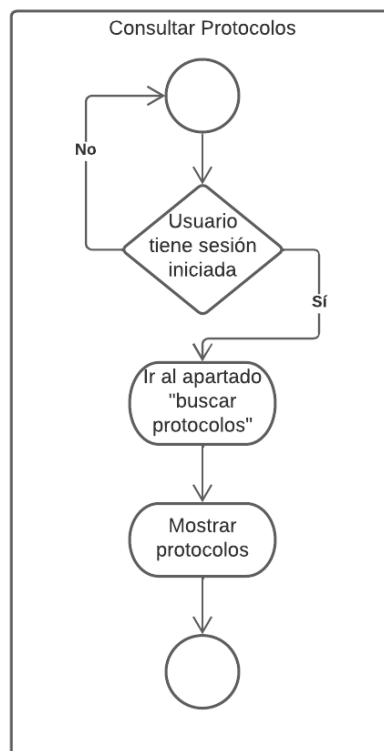 Consultar Protocolos
No
Usuario
tiene sesión
iniciada
Sí
Ir al apartado
"buscar
protocolos"
Mostrar
protocolos